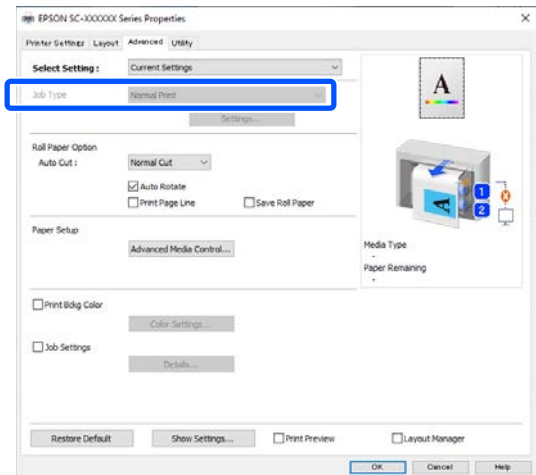 EPSON SC-XXXXXX Series Properties
Printer Settings Layout Advanced Utility
Select Setting : Current Settings
Job Type Normal Print
Settings...
Roll Paper Option
Auto Cut : Normal Cut
Auto Rotate
Print Page Line Save Roll Paper
Paper Setup
Advanced Media Control...
Print Bckg Color
Color Settings...
Job Settings
Details...
A
A
1
2
Media Type
-
Paper Remaining
-
Restore Default Show Settings... Print Preview Layout Manager
OK Cancel Help